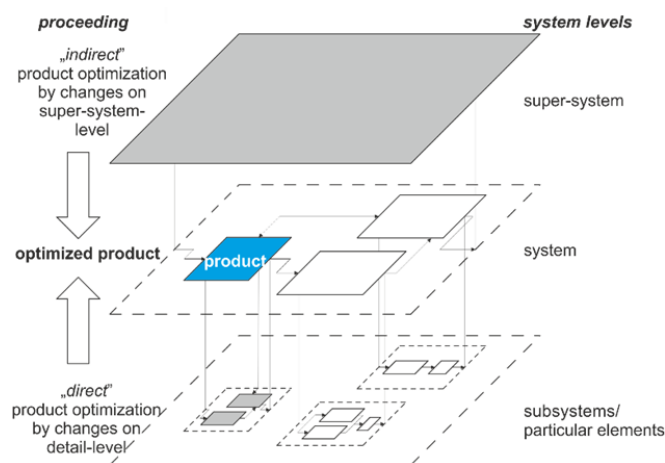 proceeding
„indirect"
product optimization
by changes on
super-system-
level
optimized product
„direct"
product optimization
by changes on
detail-level
product
system levels
super-system
system
subsystems/
particular elements